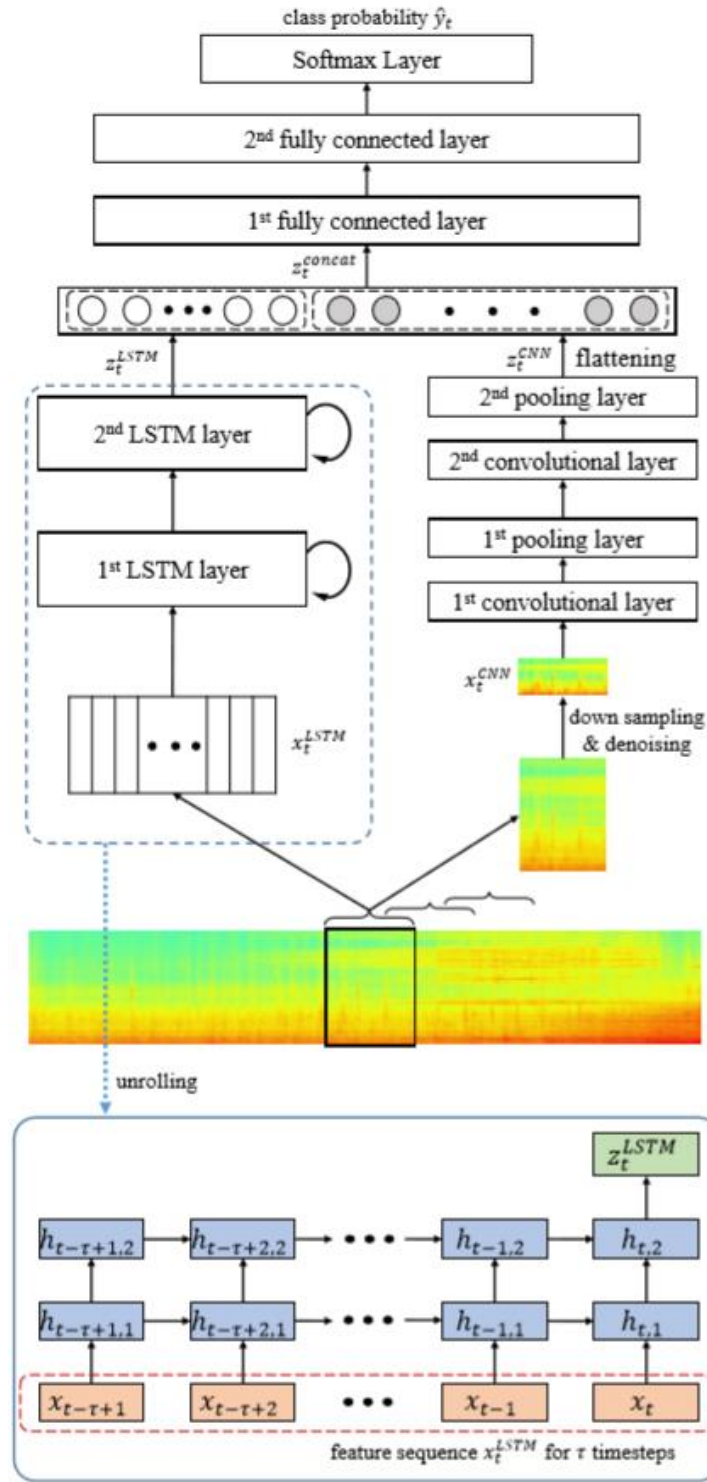 class probability ŷ_t
Softmax Layer
2nd fully connected layer
1st fully connected layer
z_t^concat
z_t^LSTM
z_t^CNN flattening
2nd pooling layer
2nd LSTM layer
2nd convolutional layer
1st pooling layer
1st LSTM layer
1st convolutional layer
x_t^CNN
x_t^LSTM
down sampling
& denoising
unrolling
z_t^LSTM
h_{t-τ+1,2} h_{t-τ+2,2} h_{t-1,2} h_{t,2}
h_{t-τ+1,1} h_{t-τ+2,1} h_{t-1,1} h_{t,1}
x_{t-τ+1} x_{t-τ+2} x_{t-1} x_t
feature sequence x_t^LSTM for τ timesteps